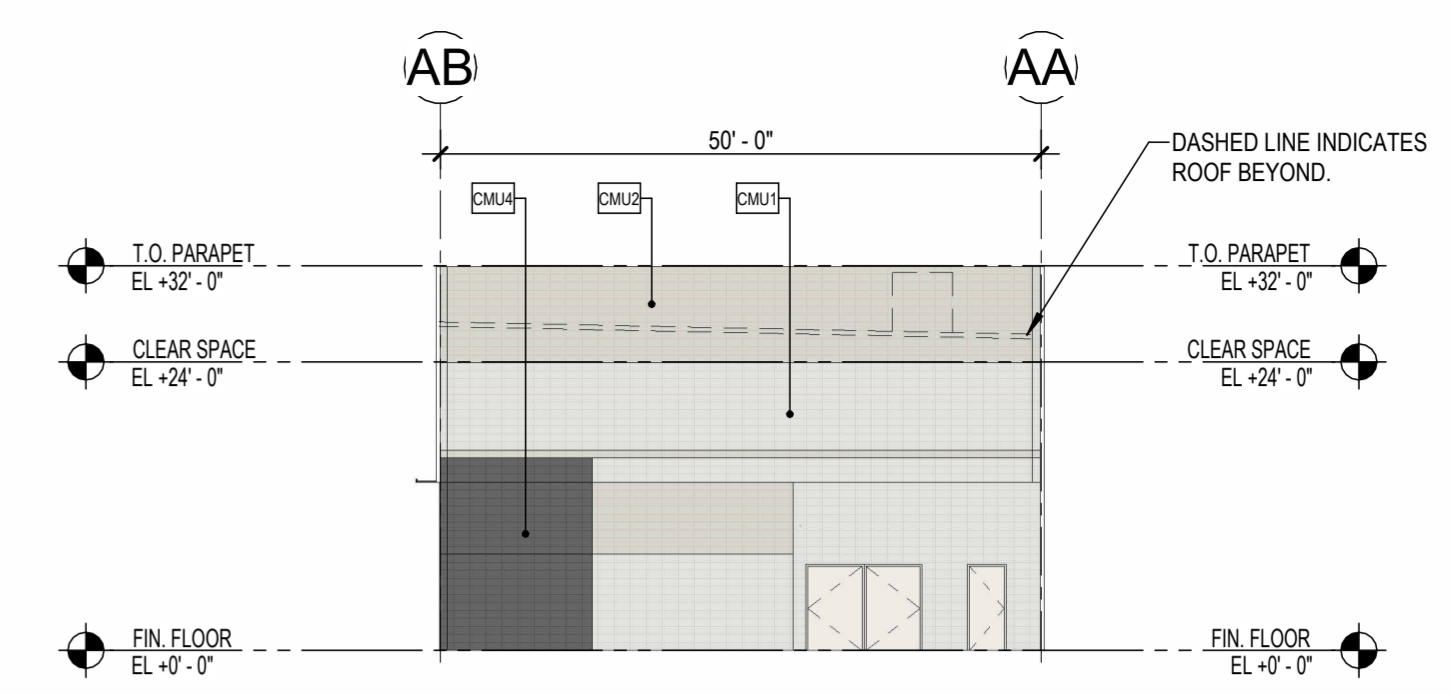 AB
AA
50' - 0"
DASHED LINE INDICATES
ROOF BEYOND.
CMU4
CMU2
CMU1
T.O. PARAPET
EL +32' - 0"
T.O. PARAPET
EL +32' - 0"
CLEAR SPACE
EL +24' - 0"
CLEAR SPACE
EL +24' - 0"
FIN. FLOOR
EL +0' - 0"
FIN. FLOOR
EL +0' - 0"